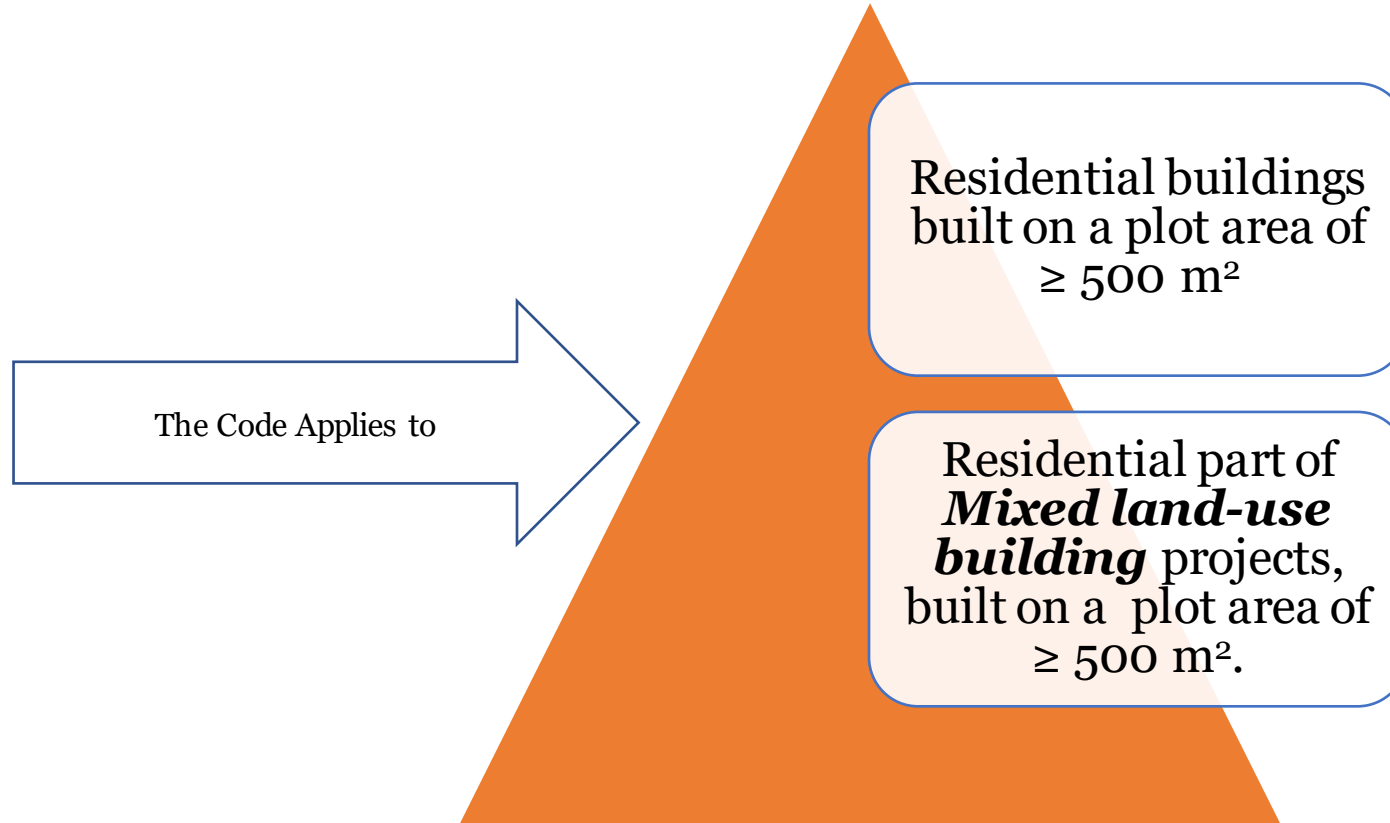 The Code Applies to
Residential buildings
built on a plot area of
≥ 500 m²
Residential part of
Mixed land-use
building projects,
built on a  plot area of
≥ 500 m².